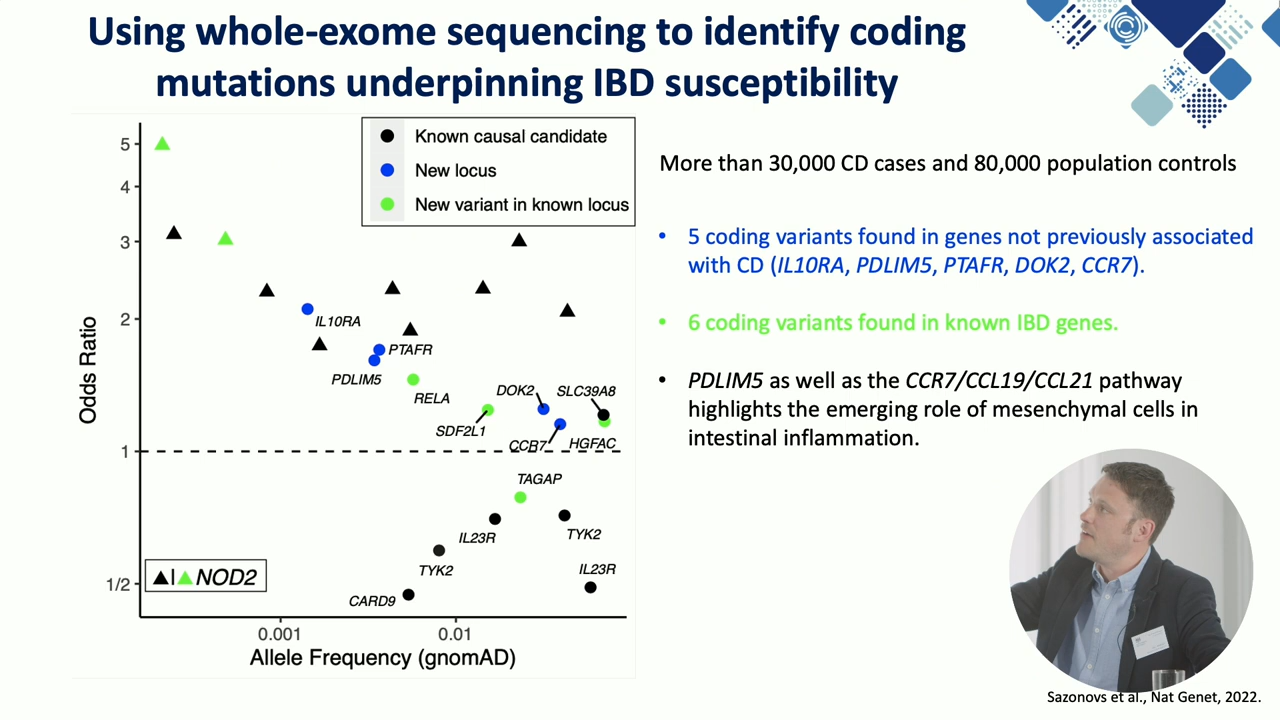 Using whole-exome sequencing to identify coding
mutations underpinning IBD susceptibility
Known causal candidate
New locus
New variant in known locus
5
4
3
2
1
1/2
Odds Ratio
IL10RA
PTAFR
PDLIM5
RELA
DOK2
SLC39A8
SDF2L1
CCR7
HGFAC
TAGAP
IL23R
TYK2
TYK2
IL23R
CARD9
| NOD2
0.001
0.01
Allele Frequency (gnomAD)
More than 30,000 CD cases and 80,000 population controls
• 5 coding variants found in genes not previously associated
with CD (IL10RA, PDLIM5, PTAFR, DOK2, CCR7).
• 6 coding variants found in known IBD genes.
• PDLIM5 as well as the CCR7/CCL19/CCL21 pathway
highlights the emerging role of mesenchymal cells in
intestinal inflammation.
Sazonovs et al., Nat Genet, 2022.